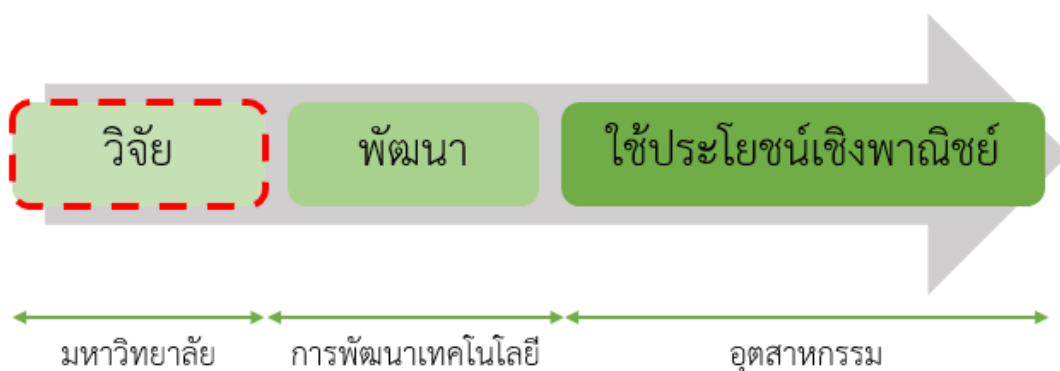 วิจัย พัฒนา ใช้ประโยชน์เชิงพาณิชย์
มหาวิทยาลัย การพัฒนาเทคโนโลยี อุตสาหกรรม